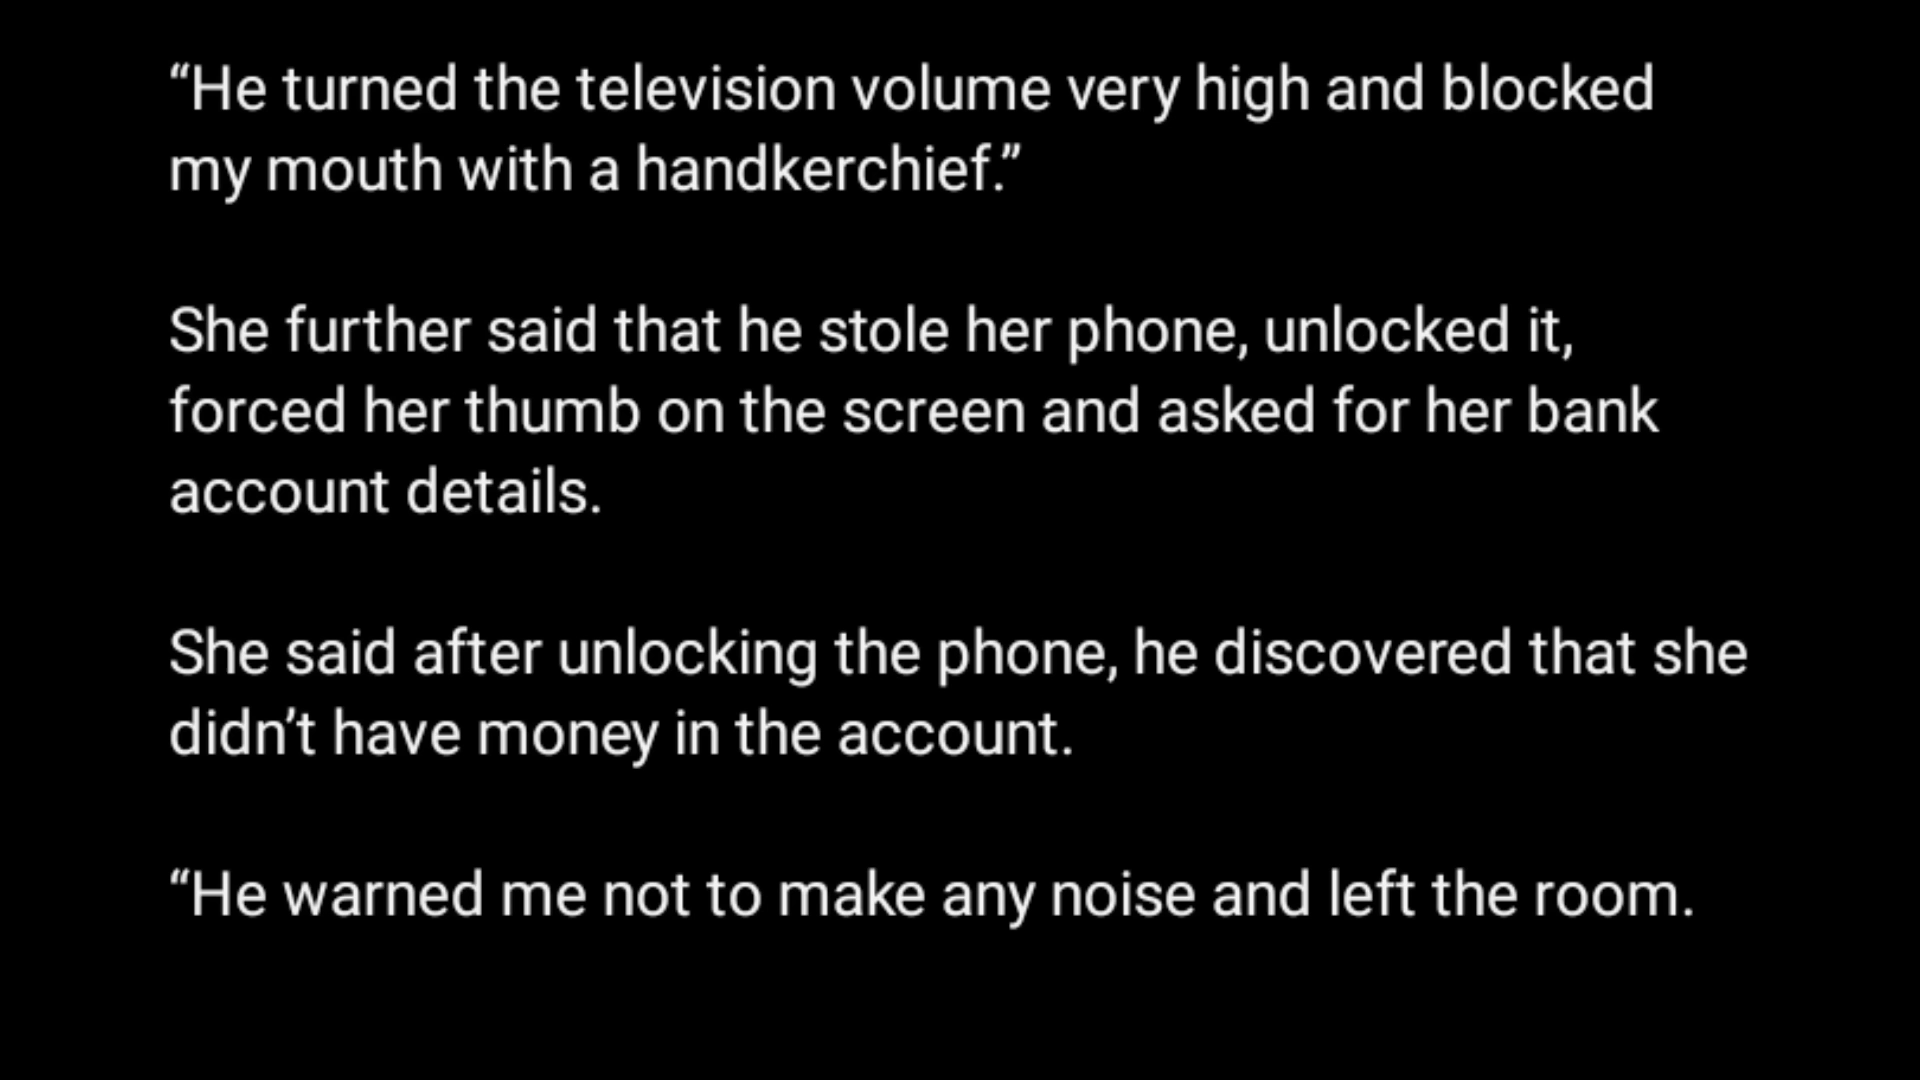 “He turned the television volume very high and blocked
my mouth with a handkerchief.”
She further said that he stole her phone, unlocked it,
forced her thumb on the screen and asked for her bank
account details.
She said after unlocking the phone, he discovered that she
didn’t have money in the account.
“He warned me not to make any noise and left the room.